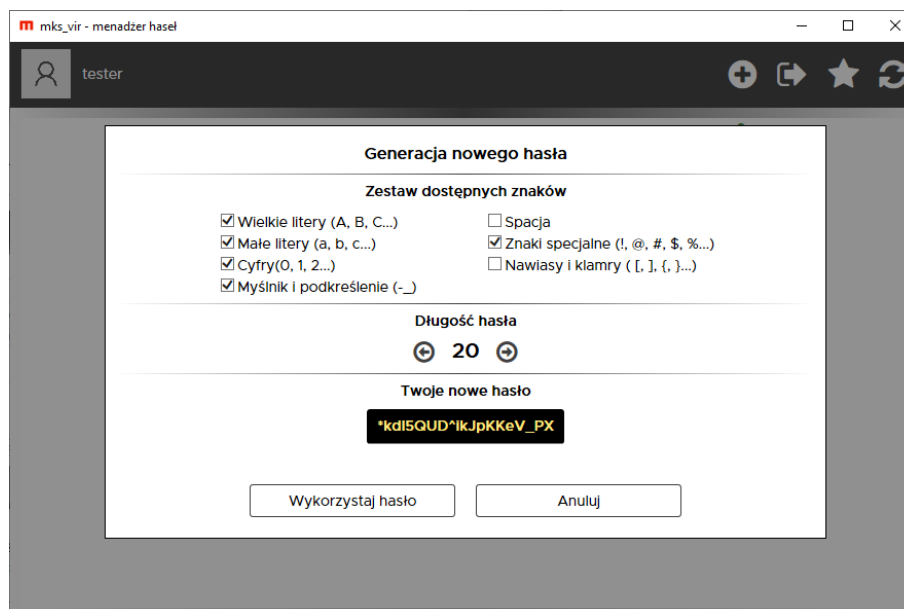 mks_vir - menadżer haseł
tester
Generacja nowego hasła
Zestaw dostępnych znaków
Wielkie litery (A, B, C...)
Spacja
Małe litery (a, b, c...)
Znaki specjalne (!, @, #, $, %...)
Cyfry(0, 1, 2...)
Nawiasy i klamry ( [, ], {, }...)
Myślnik i podkreślenie (-_)
Długość hasła
20
Twoje nowe hasło
*kdl5QUD^lkJpKKeV_PX
Wykorzystaj hasło
Anuluj